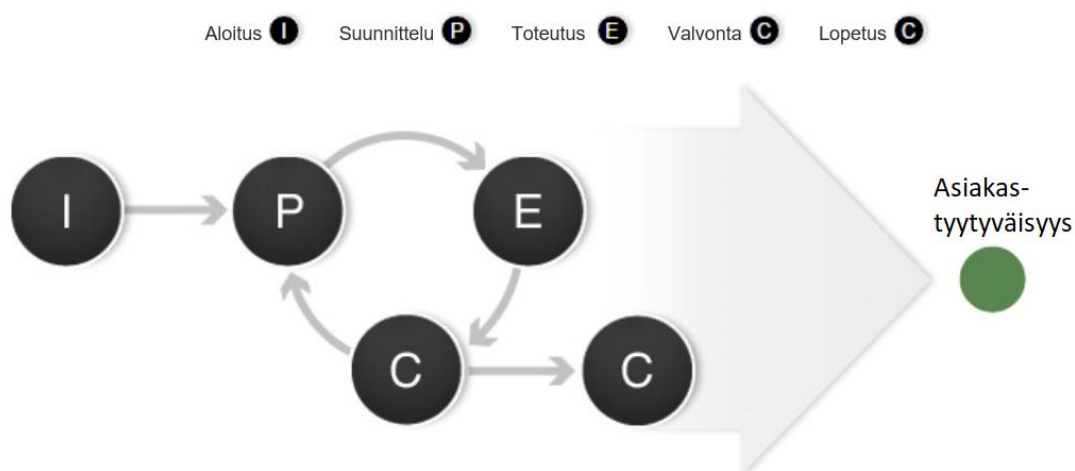 Aloitus I Suunnittelu P Toteutus E Valvonta C Lopetus C
I
P
E
C
C
Asiakas-
tyytyväisyys